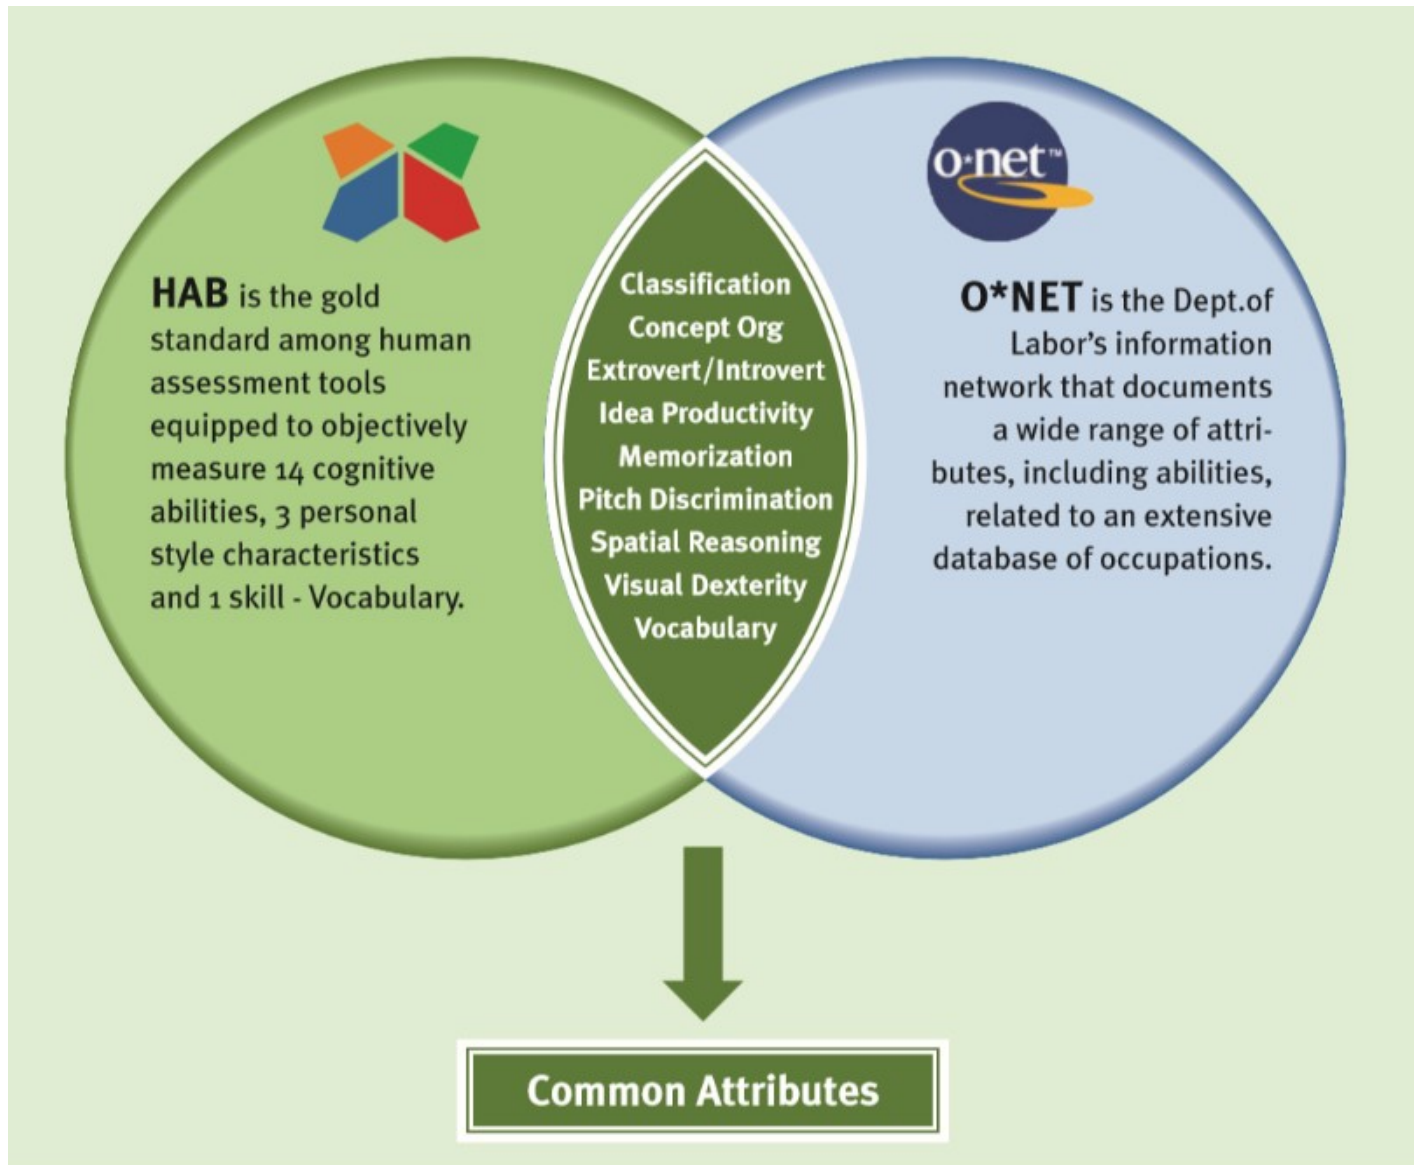 HAB is the gold
standard among human
assessment tools
equipped to objectively
measure 14 cognitive
abilities, 3 personal
style characteristics
and 1 skill - Vocabulary.
Classification
Concept Org
Extrovert/Introvert
Idea Productivity
Memorization
Pitch Discrimination
Spatial Reasoning
Visual Dexterity
Vocabulary
o*net™
O*NET is the Dept.of
Labor's information
network that documents
a wide range of attri-
butes, including abilities,
related to an extensive
database of occupations.
Common Attributes